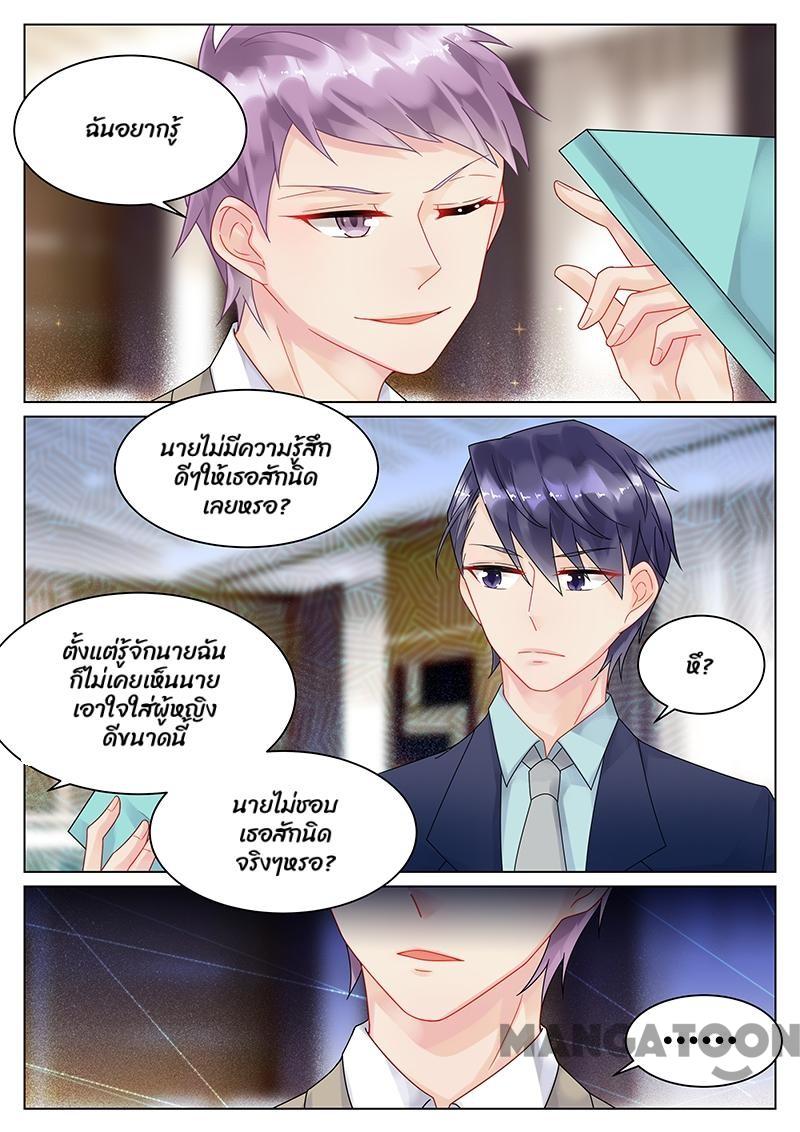 ฉันอยากรู้
นายไม่มีความรู้สึก
ดีๆให้เธอสักนิด
เลยหรอ?
หึ?
ตั้งแต่รู้จักนายฉัน
ก็ไม่เคยเห็นนาย
เอาใจใส่ผู้หญิง
ดีขนาดนี้
นายไม่ชอบ
เธอสักนิด
จริงๆหรอ?
•••••••
MANGATOON